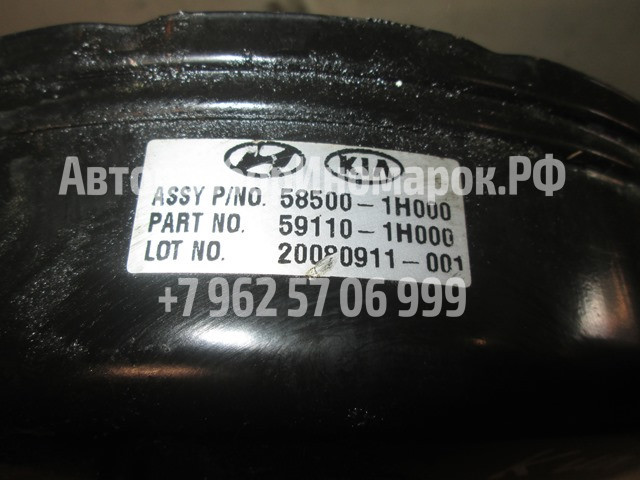 KIA
Авто Иномарок.РФ
ASSY P/NO. 58500-1H000
PART NO. 59110-1H000
LOT NO. 20080911-001
+7 962 57 06 999